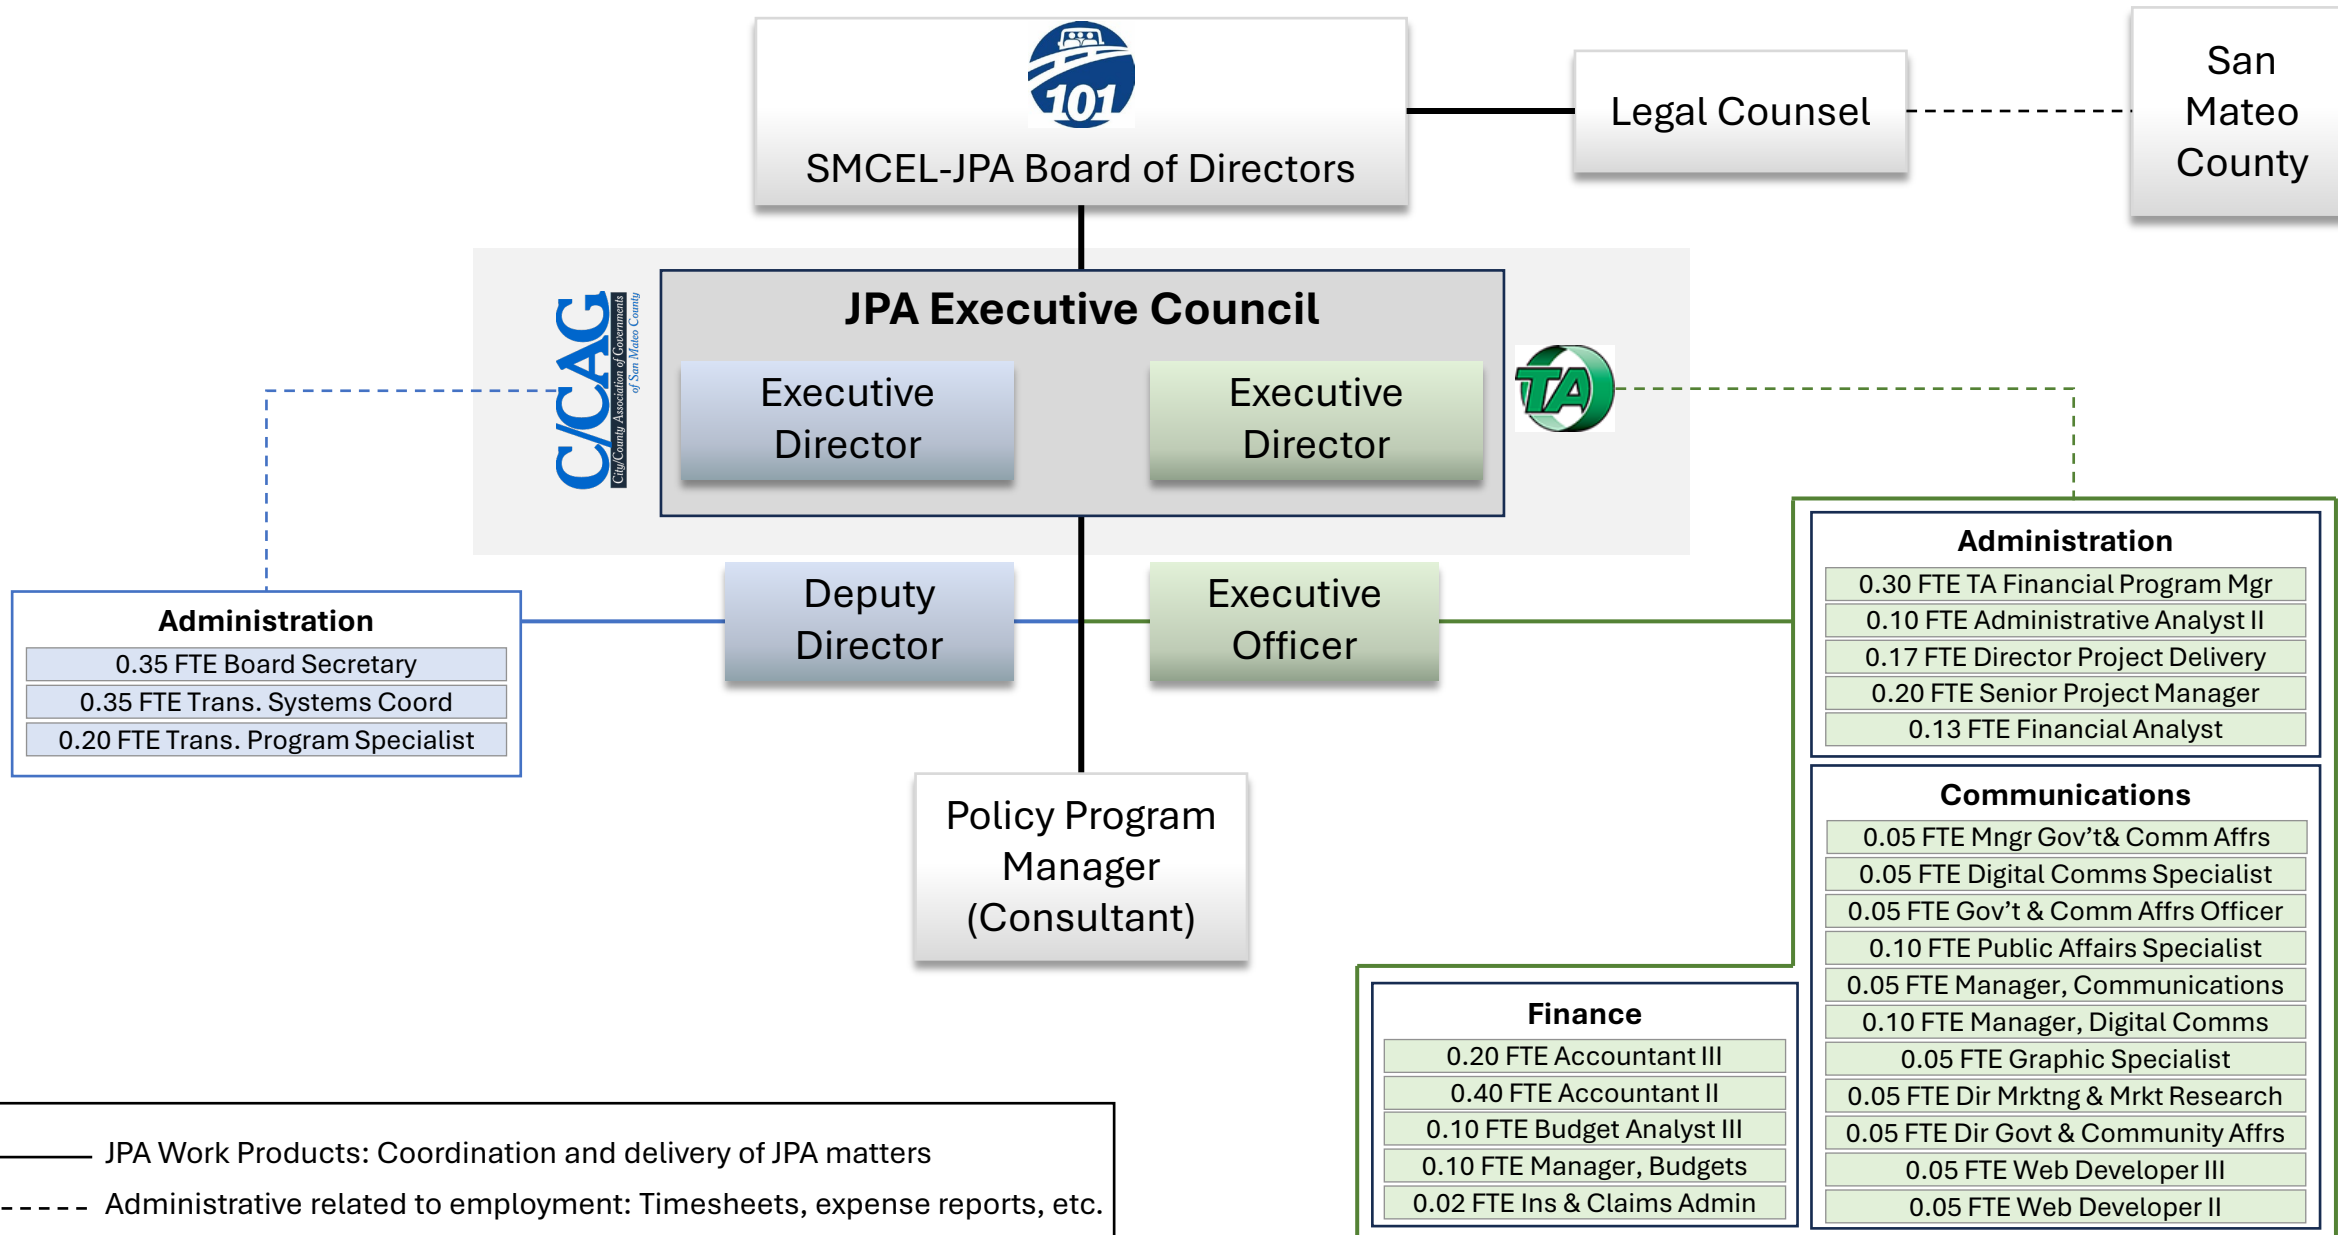 101
SMCEL-JPA Board of Directors
Legal Counsel
San
Mateo
County
C/CAG
City/County Association of Governments
of San Mateo County
JPA Executive Council
Executive
Director
Executive
Director
TA
Deputy
Director
Executive
Officer
Administration
0.35 FTE Board Secretary
0.35 FTE Trans. Systems Coord
0.20 FTE Trans. Program Specialist
Policy Program
Manager
(Consultant)
Administration
0.30 FTE TA Financial Program Mgr
0.10 FTE Administrative Analyst II
0.17 FTE Director Project Delivery
0.20 FTE Senior Project Manager
0.13 FTE Financial Analyst
Communications
0.05 FTE Mngr Gov’t& Comm Affrs
0.05 FTE Digital Comms Specialist
0.05 FTE Gov’t & Comm Affrs Officer
0.10 FTE Public Affairs Specialist
0.05 FTE Manager, Communications
0.10 FTE Manager, Digital Comms
0.05 FTE Graphic Specialist
0.05 FTE Dir Mrktng & Mrkt Research
0.05 FTE Dir Govt & Community Affrs
0.05 FTE Web Developer III
0.05 FTE Web Developer II
Finance
0.20 FTE Accountant III
0.40 FTE Accountant II
0.10 FTE Budget Analyst III
0.10 FTE Manager, Budgets
0.02 FTE Ins & Claims Admin
JPA Work Products: Coordination and delivery of JPA matters
Administrative related to employment: Timesheets, expense reports, etc.